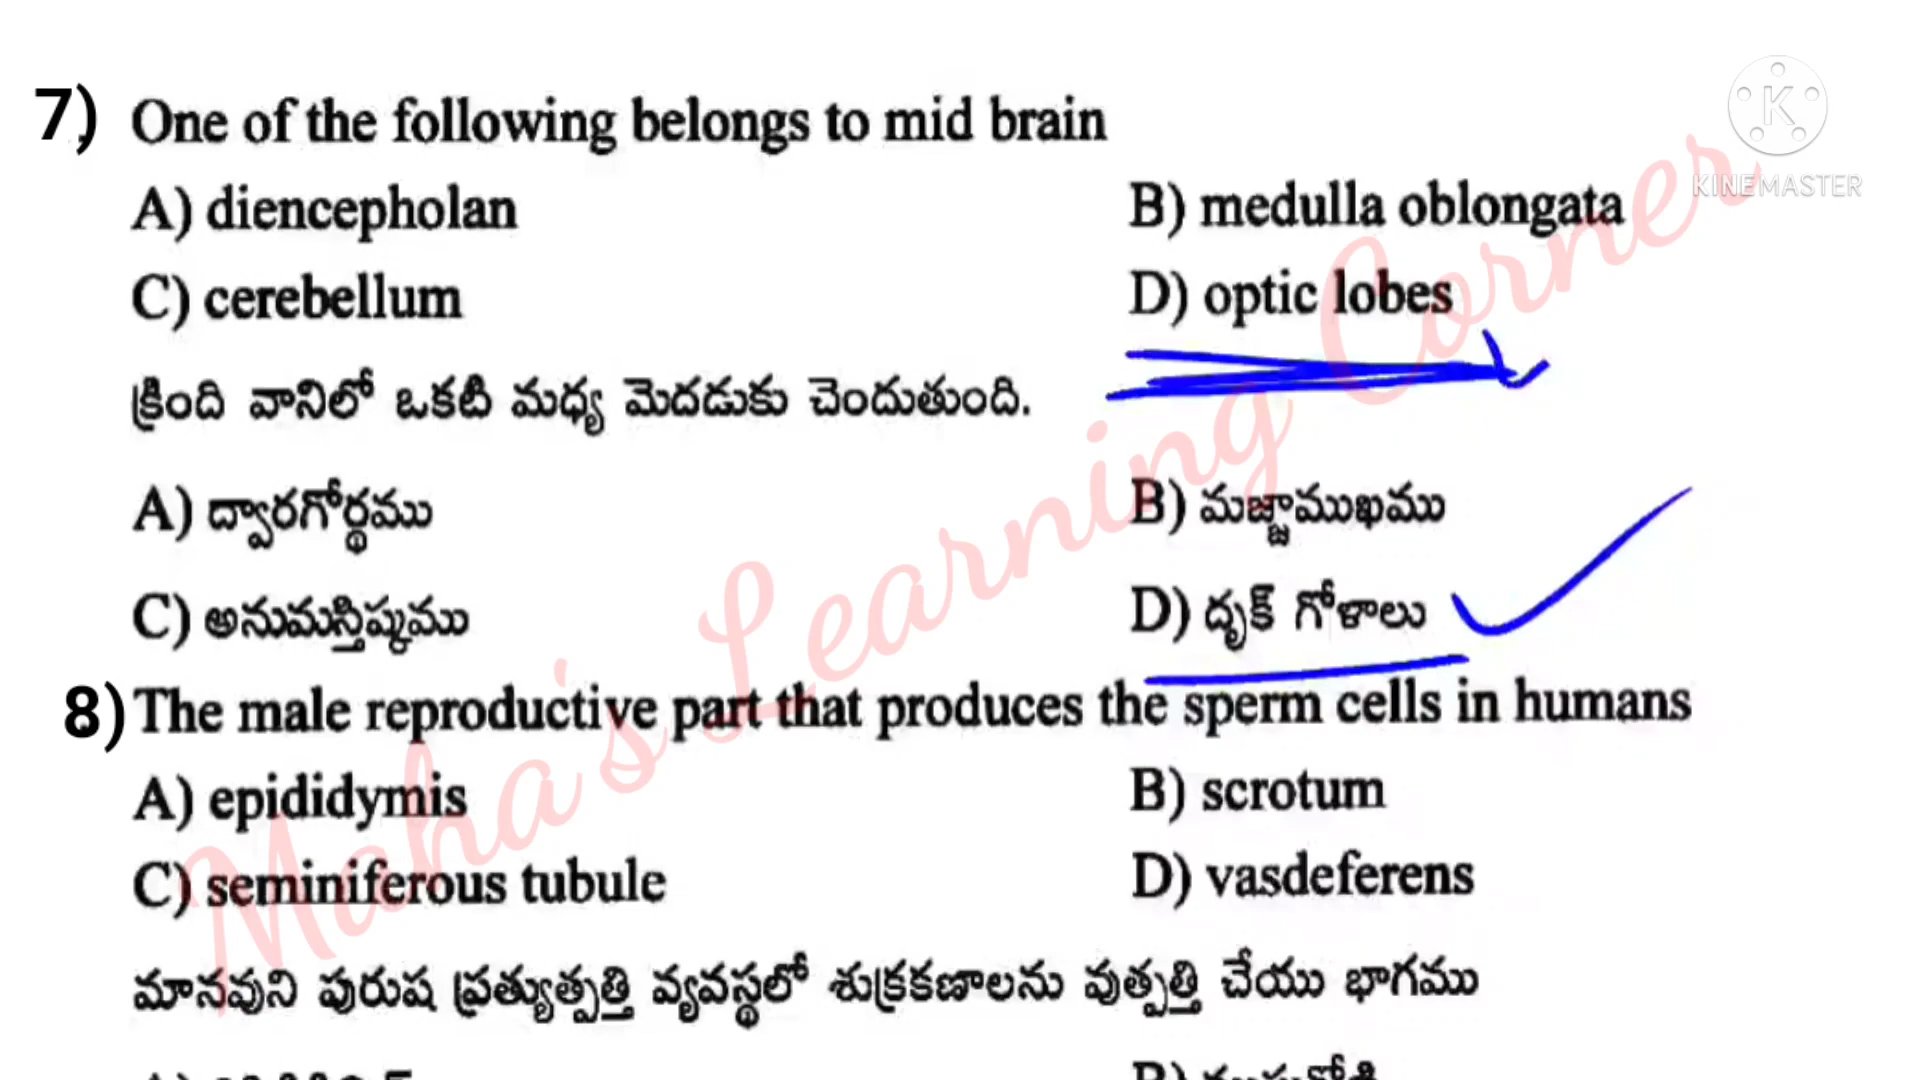 7) One of the following belongs to mid brain
A) diencepholan B) medulla oblongata
C) cerebellum D) optic lobes
క్రింది వానిలో ఒకటి మధ్య మెదడుకు చెందుతుంది.
A) ద్వారగోర్థము B) మజ్జాముఖము
C) అనుమస్తిష్కము D) దృక్ గోళాలు
8) The male reproductive part that produces the sperm cells in humans
A) epididymis B) scrotum
C) seminiferous tubule D) vasdeferens
మానవుని పురుష ప్రత్యుత్పత్తి వ్యవస్థలో శుక్రకణాలను వుత్పత్తి చేయు భాగము
K
KINEMASTER
Maha's Learning Corner